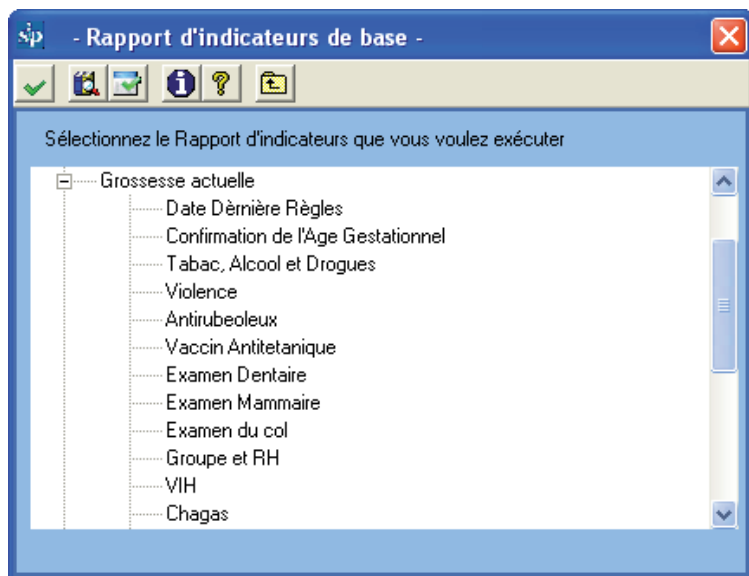 sip - Rapport d'indicateurs de base -
Sélectionnez le Rapport d'indicateurs que vous voulez exécuter
Grossesse actuelle
Date Dèrnière Règles
Confirmation de l'Age Gestationnel
Tabac, Alcool et Drogues
Violence
Antirubeoleux
Vaccin Antitetanique
Examen Dentaire
Examen Mammaire
Examen du col
Groupe et RH
VIH
Chagas